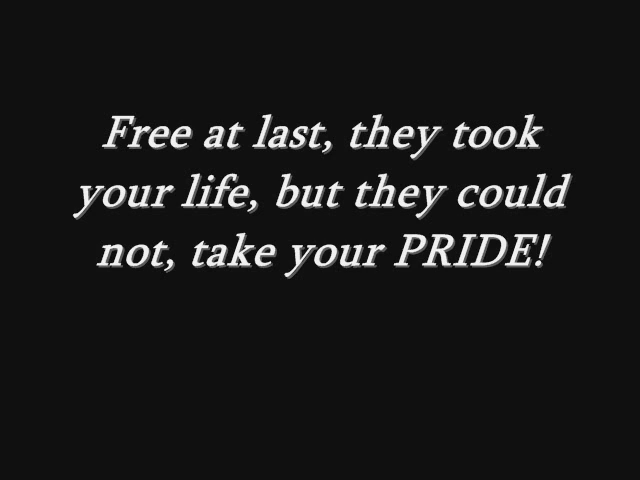 Free at last, they took
your life, but they could
not, take your PRIDE!